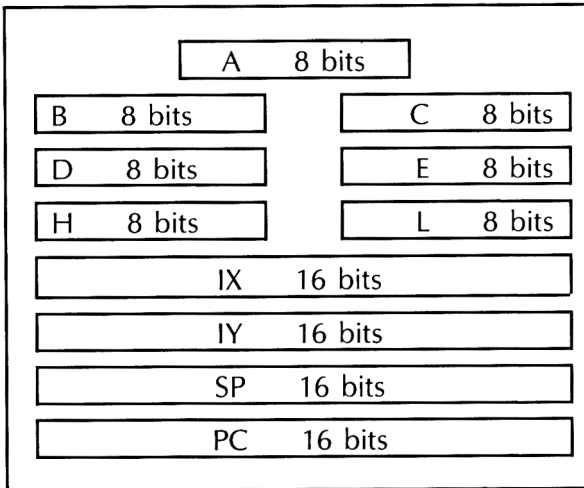 A 8 bits
B 8 bits C 8 bits
D 8 bits E 8 bits
H 8 bits L 8 bits
IX 16 bits
IY 16 bits
SP 16 bits
PC 16 bits